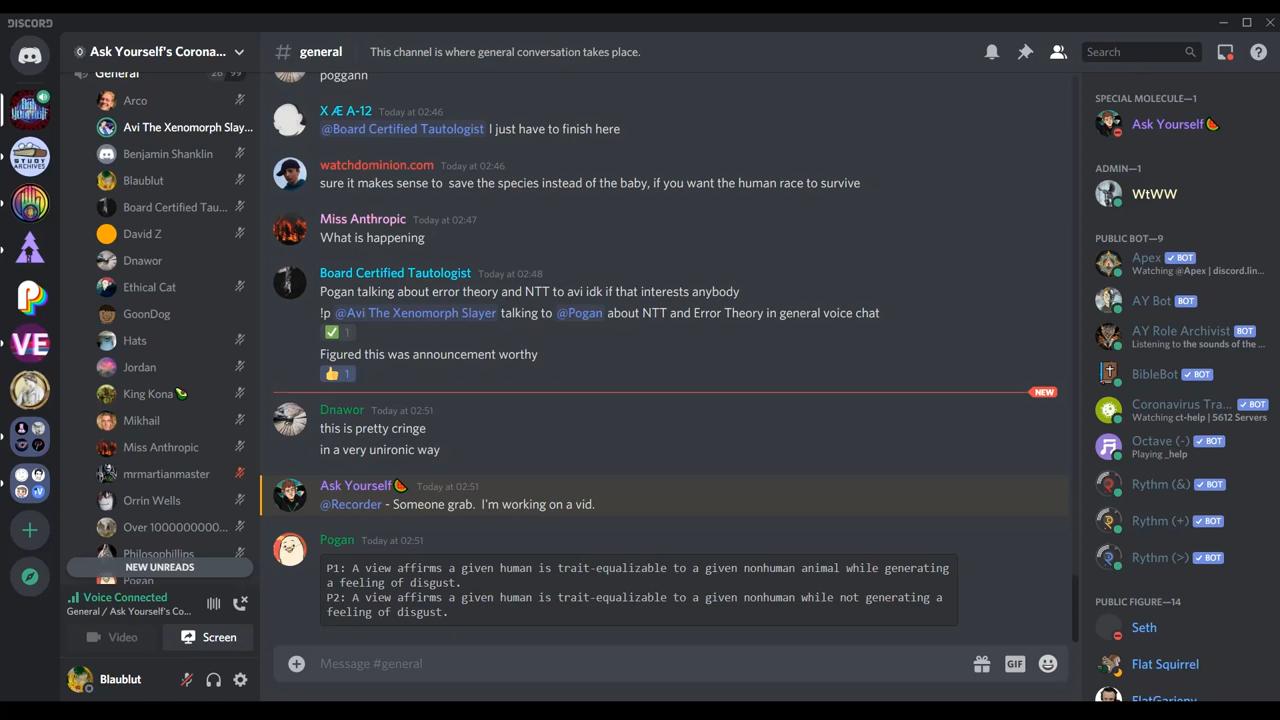 DISCORD
Ask Yourself's Corona...
general
This channel is where general conversation takes place.
Search
General
26 99
Arco
Avi The Xenomorph Slay...
Benjamin Shanklin
Blaublut
Board Certified Tau...
David Z
Dnawor
Ethical Cat
GoonDog
Hats
Jordan
King Kona
Mikhail
Miss Anthropic
mrmartianmaster
Orrin Wells
Over 1000000000...
Philosophillips
Pogan
NEW UNREADS
Voice Connected
General / Ask Yourself's Co...
Video
Screen
Blaublut
poggann
X Æ A-12 Today at 02:46
@Board Certified Tautologist I just have to finish here
watchdominion.com Today at 02:46
sure it makes sense to save the species instead of the baby, if you want the human race to survive
Miss Anthropic Today at 02:47
What is happening
Board Certified Tautologist Today at 02:48
Pogan talking about error theory and NTT to avi idk if that interests anybody
!p @Avi The Xenomorph Slayer talking to @Pogan about NTT and Error Theory in general voice chat
1
Figured this was announcement worthy
1
NEW
Dnawor Today at 02:51
this is pretty cringe
in a very unironic way
Ask Yourself Today at 02:51
@Recorder - Someone grab. I'm working on a vid.
Pogan Today at 02:51
P1: A view affirms a given human is trait-equalizable to a given nonhuman animal while generating
a feeling of disgust.
P2: A view affirms a given human is trait-equalizable to a given nonhuman while not generating a
feeling of disgust.
Message #general
GIF
SPECIAL MOLECULE—1
Ask Yourself
ADMIN—1
WtWW
PUBLIC BOT—9
Apex BOT
Watching @Apex | discord.lin...
AY Bot BOT
AY Role Archivist BOT
Listening to the sounds of the ...
BibleBot BOT
Coronavirus Tra... BOT
Watching ct-help | 5612 Servers
Octave (-) BOT
Playing _help
Rythm (&) BOT
Rythm (+) BOT
Rythm (>) BOT
PUBLIC FIGURE—14
Seth
Flat Squirrel